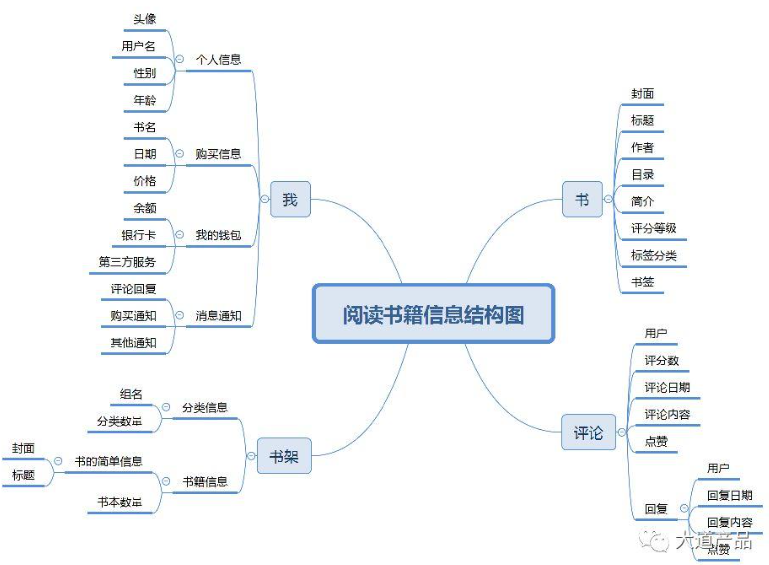 阅读书籍信息结构图
我
个人信息
头像
用户名
性别
年龄
购买信息
书名
日期
价格
我的钱包
余额
银行卡
第三方服务
消息通知
评论回复
购买通知
其他通知
书架
分类信息
组名
分类数量
书籍信息
书的简单信息
封面
标题
书本数量
书
封面
标题
作者
目录
简介
评分等级
标签分类
书签
评论
用户
评分数
评论日期
评论内容
点赞
回复
用户
回复日期
回复内容
点赞
大道产品